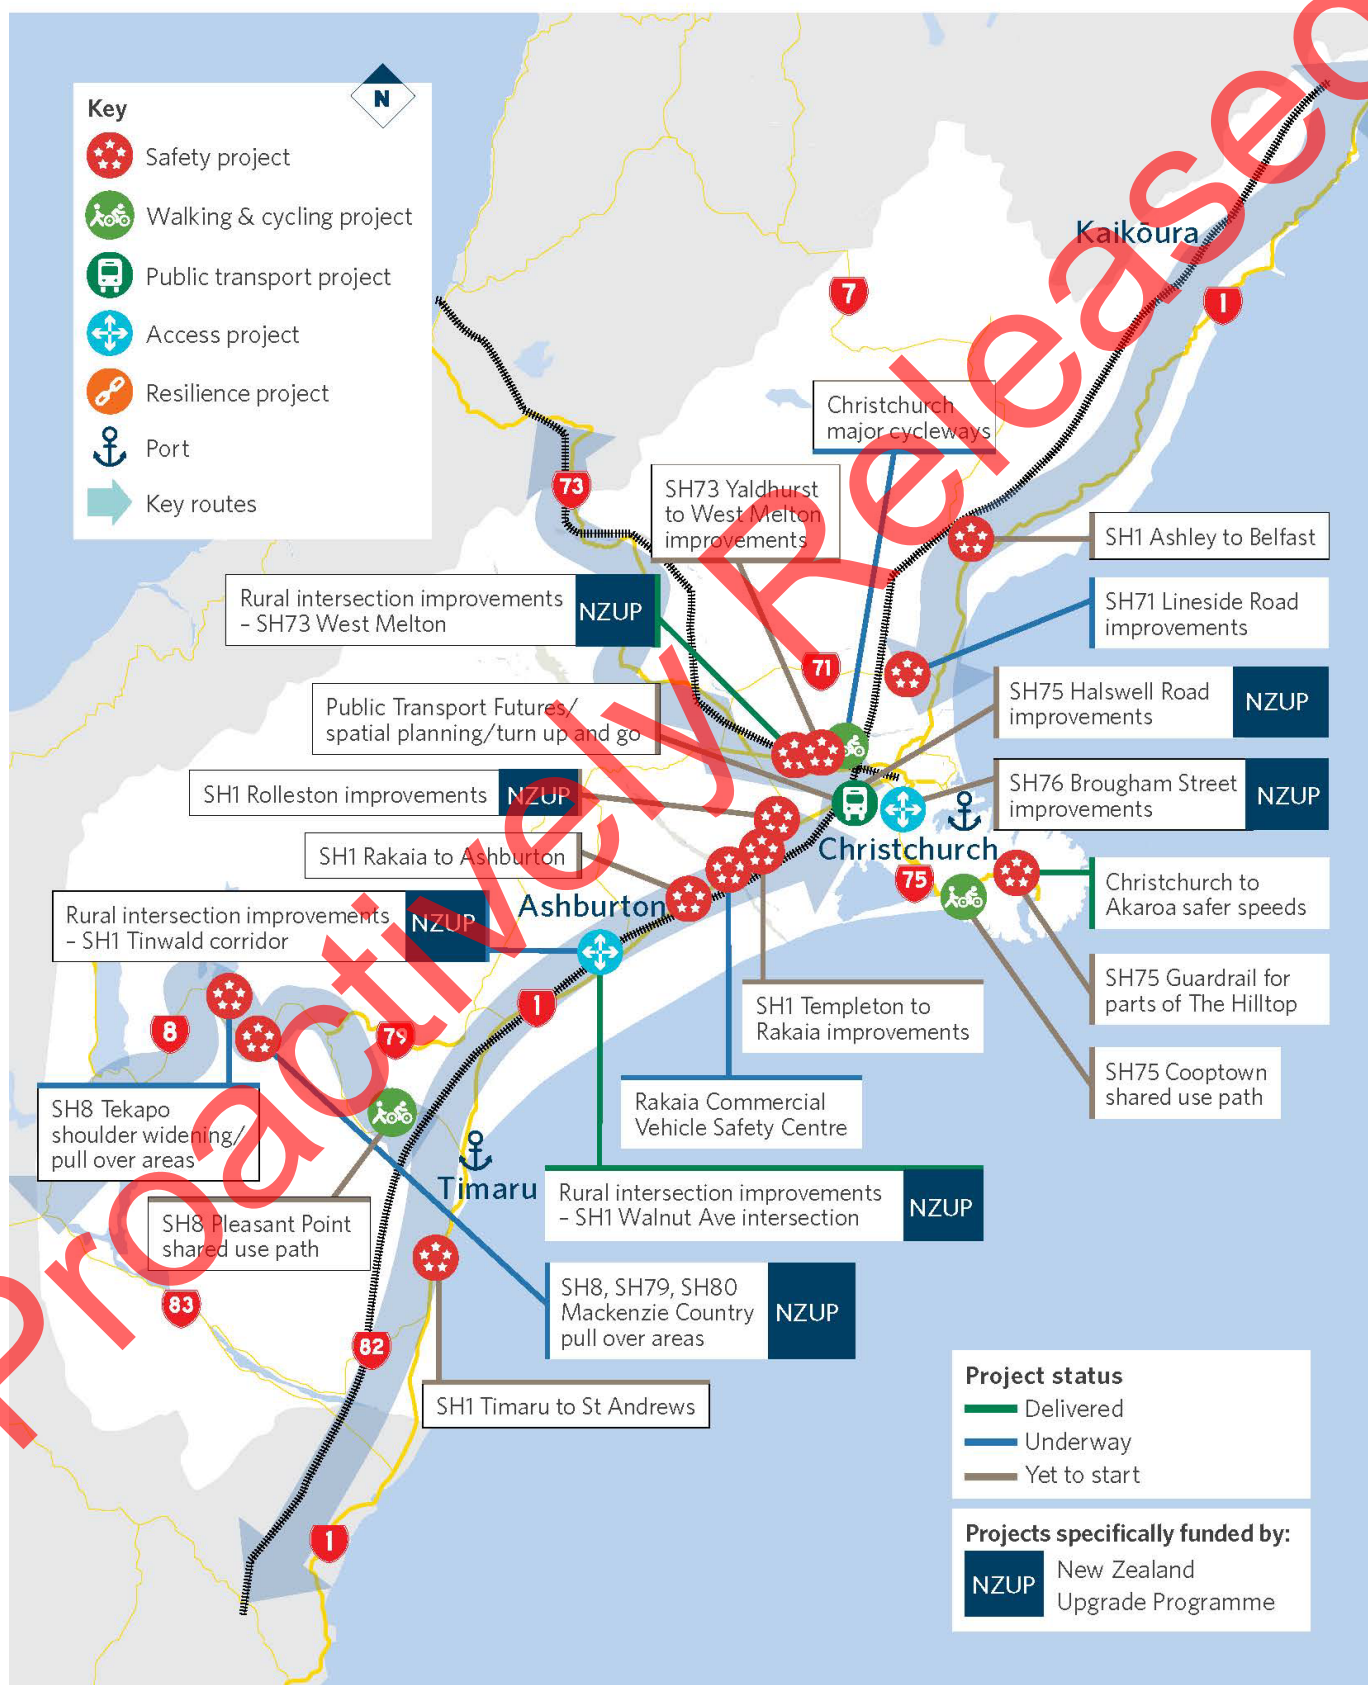 Key
N
Safety project
Walking & cycling project
Public transport project
Access project
Resilience project
Port
Key routes
Kaikōura
7
1
Christchurch
major cycleways
73
SH73 Yaldhurst
to West Melton
improvements
SH1 Ashley to Belfast
Rural intersection improvements
– SH73 West Melton
NZUP
SH71 Lineside Road
improvements
71
SH75 Halswell Road
improvements
NZUP
Public Transport Futures/
spatial planning/turn up and go
SH1 Rolleston improvements
NZUP
SH76 Brougham Street
improvements
NZUP
SH1 Rakaia to Ashburton
Christchurch
75
Christchurch to
Akaroa safer speeds
Rural intersection improvements
– SH1 Tinwald corridor
NZUP
Ashburton
SH75 Guardrail for
parts of The Hilltop
SH1 Templeton to
Rakaia improvements
1
8
79
SH75 Cooptown
shared use path
SH8 Tekapo
shoulder widening/
pull over areas
Rakaia Commercial
Vehicle Safety Centre
Timaru
Rural intersection improvements
– SH1 Walnut Ave intersection
NZUP
SH8 Pleasant Point
shared use path
SH8, SH79, SH80
Mackenzie Country
pull over areas
NZUP
83
82
SH1 Timaru to St Andrews
1
Project status
Delivered
Underway
Yet to start
Projects specifically funded by:
NZUP
New Zealand
Upgrade Programme
Proactively Released